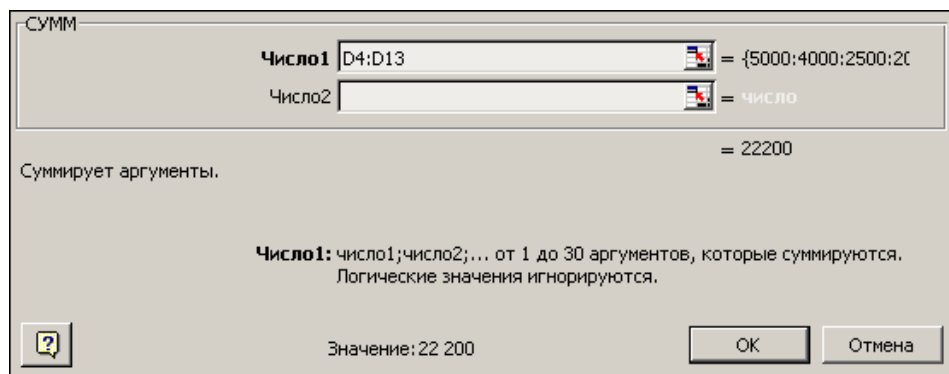 СУММ
Число1 D4:D13 = {5000:4000:2500:20
Число2 = число
= 22200
Суммирует аргументы.
Число1: число1;число2;... от 1 до 30 аргументов, которые суммируются.
Логические значения игнорируются.
Значение:22 200 OK Отмена